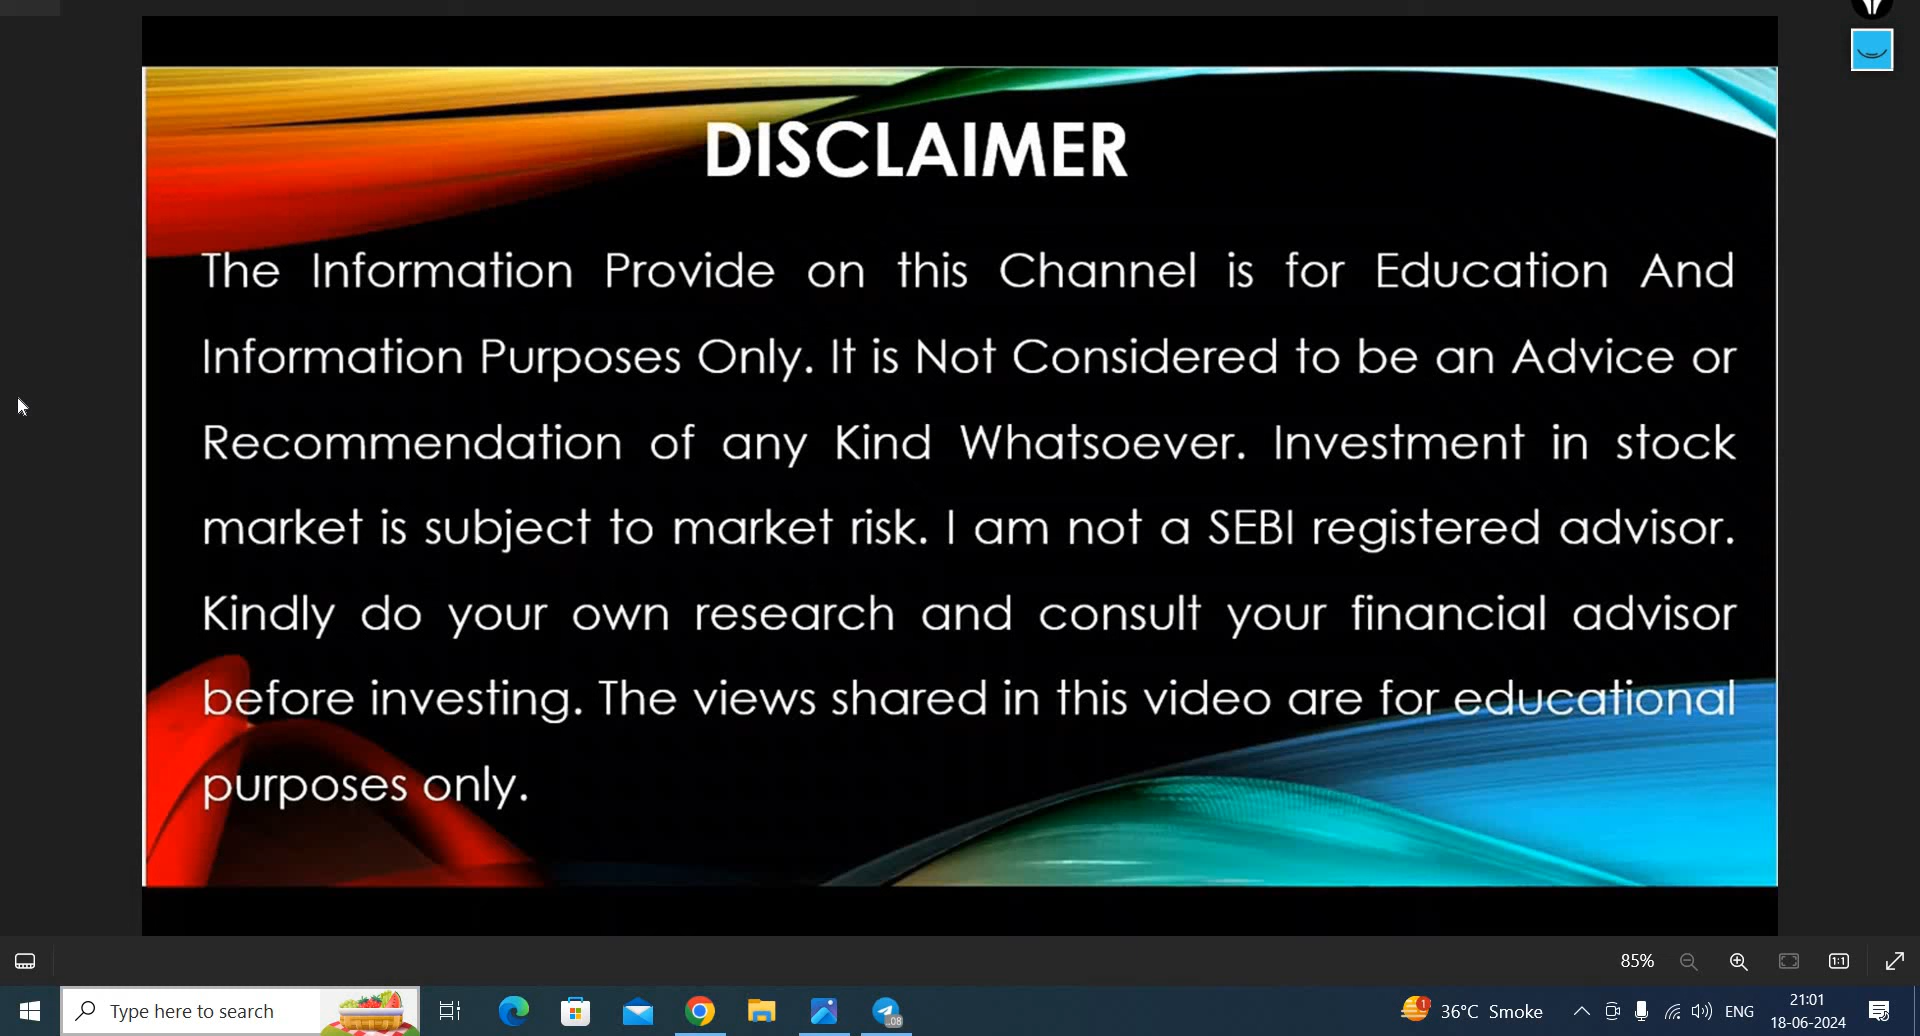 DISCLAIMER
The Information Provide on this Channel is for Education And
Information Purposes Only. It is Not Considered to be an Advice or
Recommendation of any Kind Whatsoever. Investment in stock
market is subject to market risk. I am not a SEBI registered advisor.
Kindly do your own research and consult your financial advisor
before investing. The views shared in this video are for educational
purposes only.
85%
1:1
Type here to search
.08
1
36°C Smoke
ENG
21:01
18-06-2024